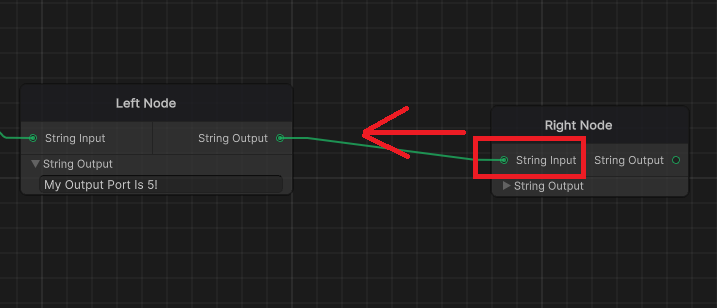 Left Node
String Input
String Output
String Output
My Output Port Is 5!
Right Node
String Input
String Output
String Output